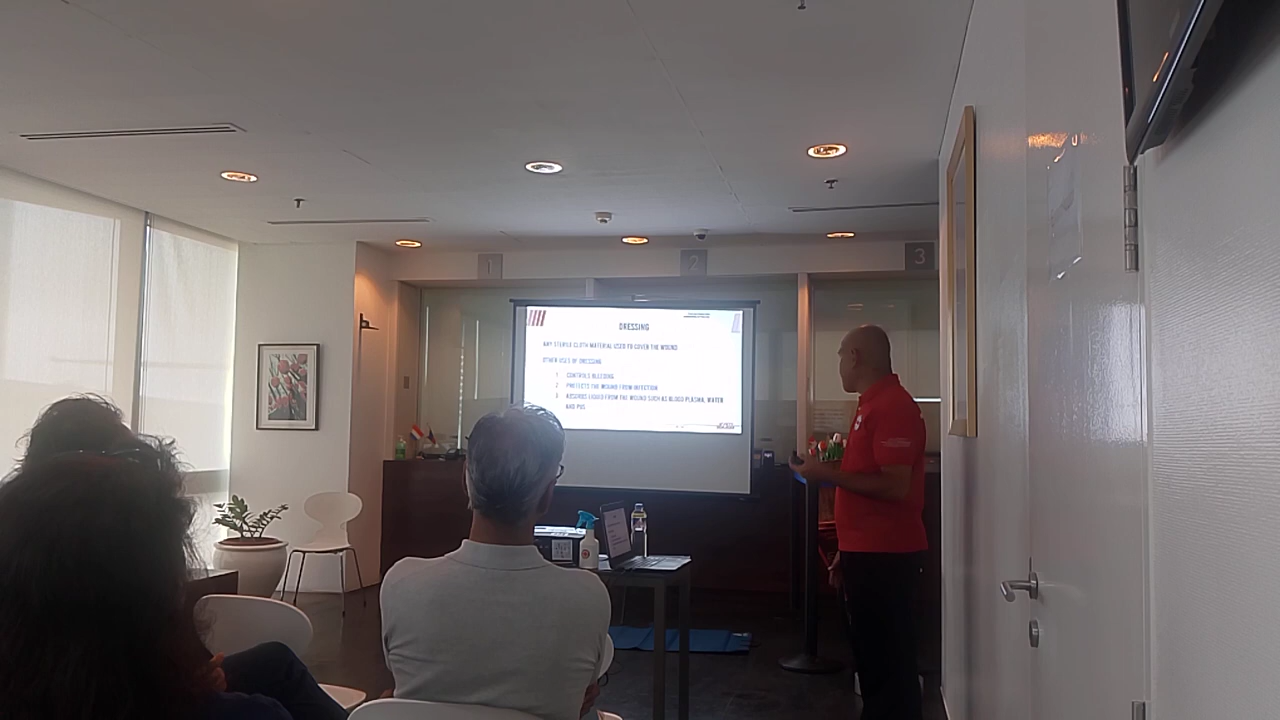 1
2
3
DRESSING
ANY STERILE CLOTH MATERIAL USED TO COVER THE WOUND
OTHER USES OF DRESSING
1 CONTROLS BLEEDING
2 PROTECTS THE WOUND FROM INFECTION
3 ABSORBS LIQUID FROM THE WOUND SUCH AS BLOOD PLASMA, WATER
AND PUS